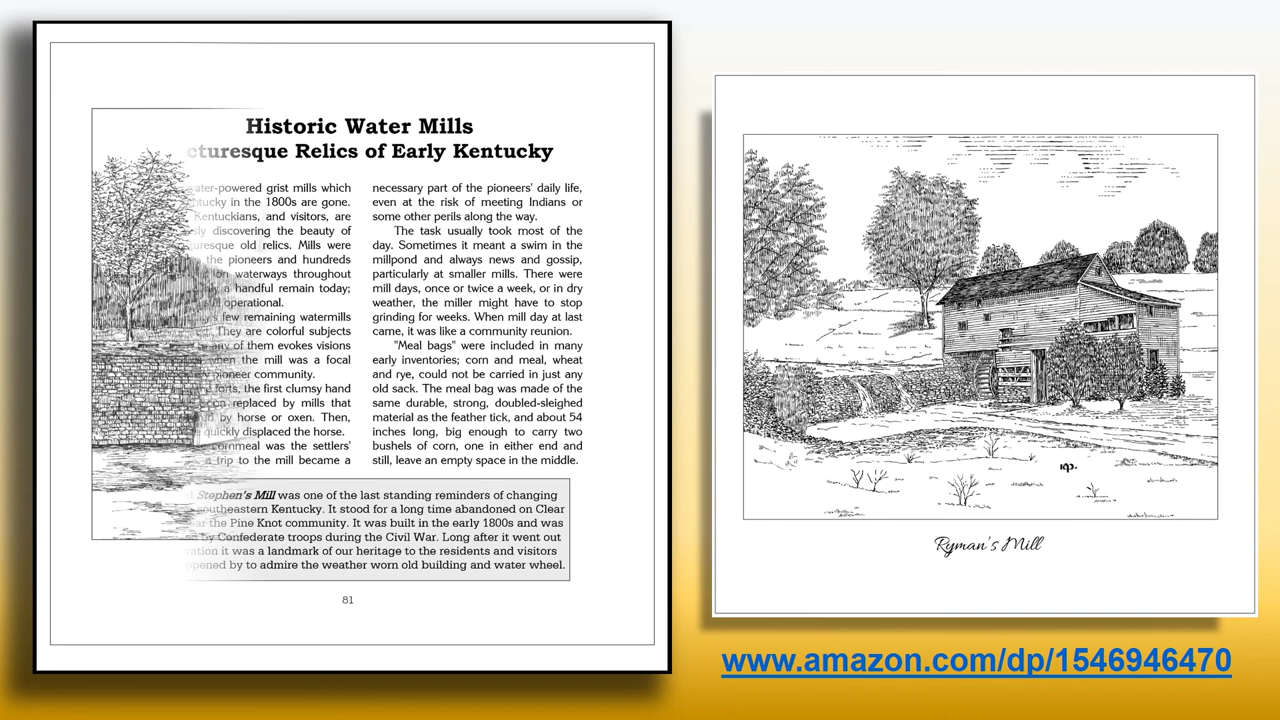 Historic Water Mills
cturesque Relics of Early Kentucky
ater-powered grist mills which
ntucky in the 1800s are gone.
Kentuckians, and visitors, are
sly discovering the beauty of
uresque old relics. Mills were
the pioneers and hundreds
on waterways throughout
a handful remain today;
still operational.
's few remaining watermills
They are colorful subjects
any of them evokes visions
when the mill was a focal
pioneer community.
forts, the first clumsy hand
replaced by mills that
by horse or oxen. Then,
quickly displaced the horse.
cornmeal was the settlers'
a trip to the mill became a
necessary part of the pioneers' daily life,
even at the risk of meeting Indians or
some other perils along the way.
The task usually took most of the
day. Sometimes it meant a swim in the
millpond and always news and gossip,
particularly at smaller mills. There were
mill days, once or twice a week, or in dry
weather, the miller might have to stop
grinding for weeks. When mill day at last
came, it was like a community reunion.
"Meal bags" were included in many
early inventories; corn and meal, wheat
and rye, could not be carried in just any
old sack. The meal bag was made of the
same durable, strong, doubled-sleighed
material as the feather tick, and about 54
inches long, big enough to carry two
bushels of corn, one in either end and
still, leave an empty space in the middle.
Stephen's Mill was one of the last standing reminders of changing
southeastern Kentucky. It stood for a long time abandoned on Clear
the Pine Knot community. It was built in the early 1800s and was
by Confederate troops during the Civil War. Long after it went out
ration it was a landmark of our heritage to the residents and visitors
ppened by to admire the weather worn old building and water wheel.
81
Ryman's Mill
www.amazon.com/dp/1546946470